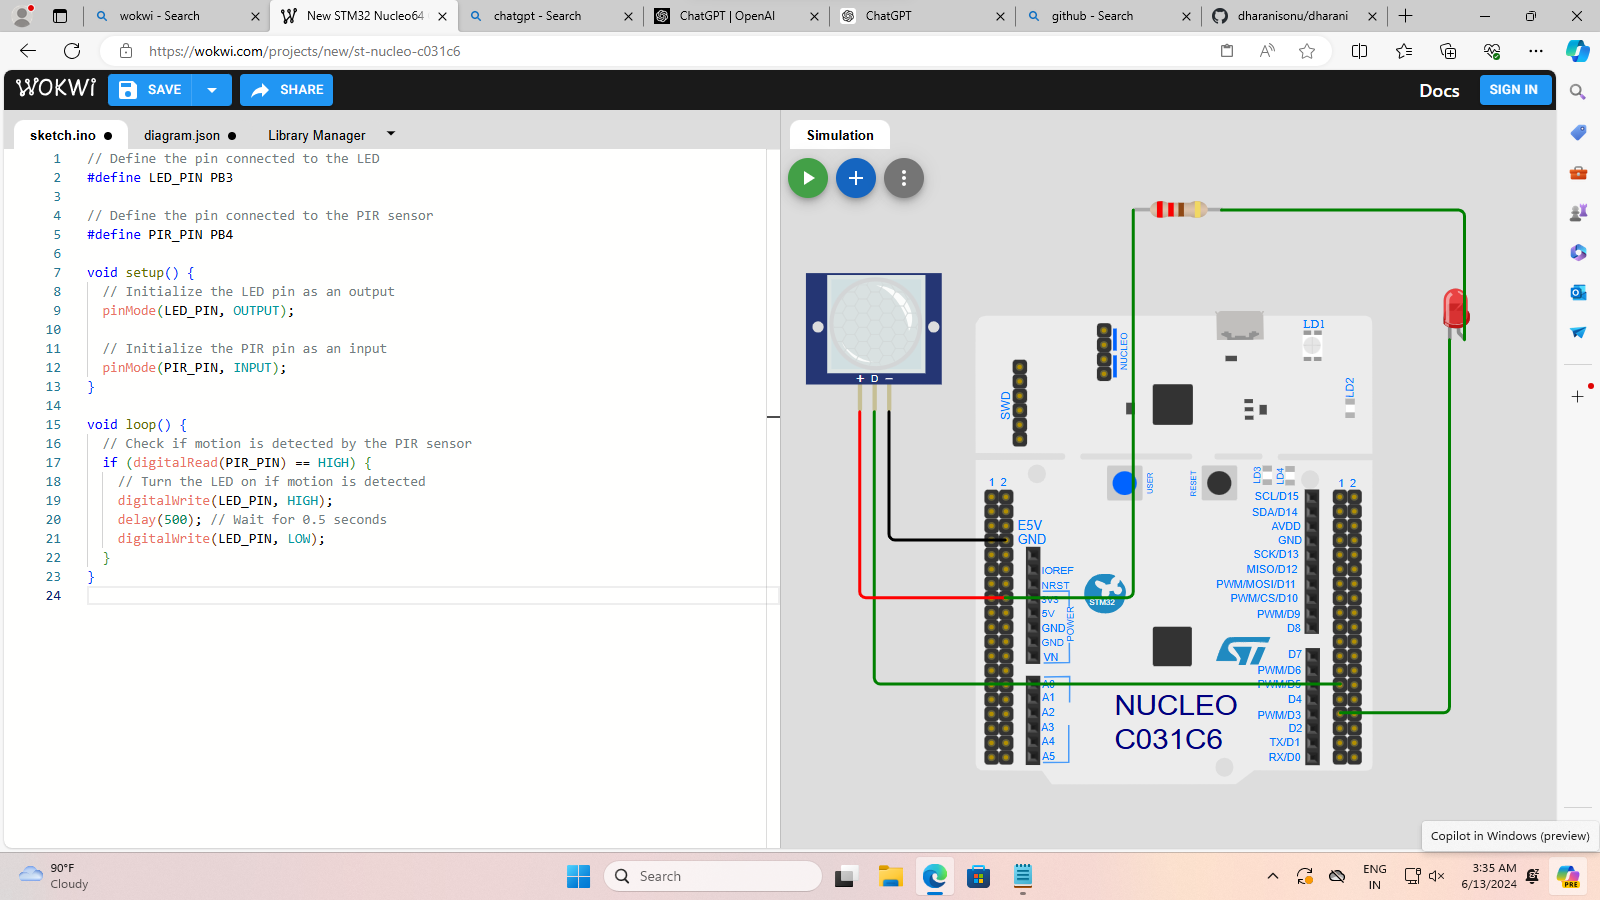 wokwi - Search
New STM32 Nucleo64
chatgpt - Search
ChatGPT | OpenAI
ChatGPT
github - Search
dharanisonu/dharani
https://wokwi.com/projects/new/st-nucleo-c031c6
WOKWI
SAVE
SHARE
Docs
SIGN IN
sketch.ino ●
diagram.json ●
Library Manager
Simulation
1 // Define the pin connected to the LED
2 #define LED_PIN PB3
3
4 // Define the pin connected to the PIR sensor
5 #define PIR_PIN PB4
6
7 void setup() {
8 // Initialize the LED pin as an output
9 pinMode(LED_PIN, OUTPUT);
10
11 // Initialize the PIR pin as an input
12 pinMode(PIR_PIN, INPUT);
13 }
14
15 void loop() {
16 // Check if motion is detected by the PIR sensor
17 if (digitalRead(PIR_PIN) == HIGH) {
18 // Turn the LED on if motion is detected
19 digitalWrite(LED_PIN, HIGH);
20 delay(500); // Wait for 0.5 seconds
21 digitalWrite(LED_PIN, LOW);
22 }
23 }
24
+ D −
NUCLEO
LD1
SWD
LD2
USER
RESET
LD3
LD4
1 2
1 2
E5V
GND
IOREF
NRST
3V3
5V
GND
GND
VIN
POWER
STM32
A0
A1
A2
A3
A4
A5
SCL/D15
SDA/D14
AVDD
GND
SCK/D13
MISO/D12
PWM/MOSI/D11
PWM/CS/D10
PWM/D9
D8
D7
PWM/D6
PWM/D5
D4
PWM/D3
D2
TX/D1
RX/D0
ST
NUCLEO
C031C6
Copilot in Windows (preview)
90°F
Cloudy
Search
ENG
IN
3:35 AM
6/13/2024
PRE